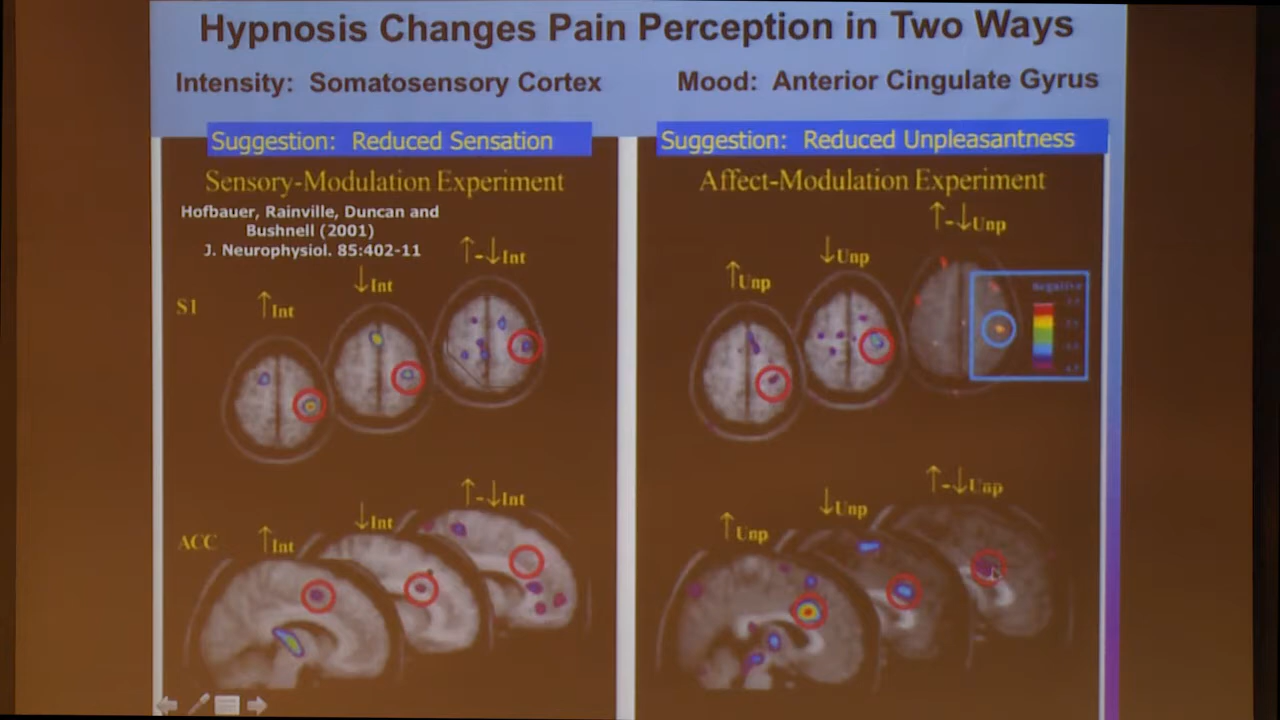 Hypnosis Changes Pain Perception in Two Ways
Intensity: Somatosensory Cortex
Mood: Anterior Cingulate Gyrus
Suggestion: Reduced Sensation
Sensory-Modulation Experiment
Hofbauer, Rainville, Duncan and
Bushnell (2001)
J. Neurophysiol. 85:402-11
↑-↓Int
↓Int
S1
↑Int
↑-↓Int
↓Int
ACC
↑Int
Suggestion: Reduced Unpleasantness
Affect-Modulation Experiment
↑-↓Unp
↓Unp
↑Unp
Negative
↑-↓Unp
↓Unp
↑Unp